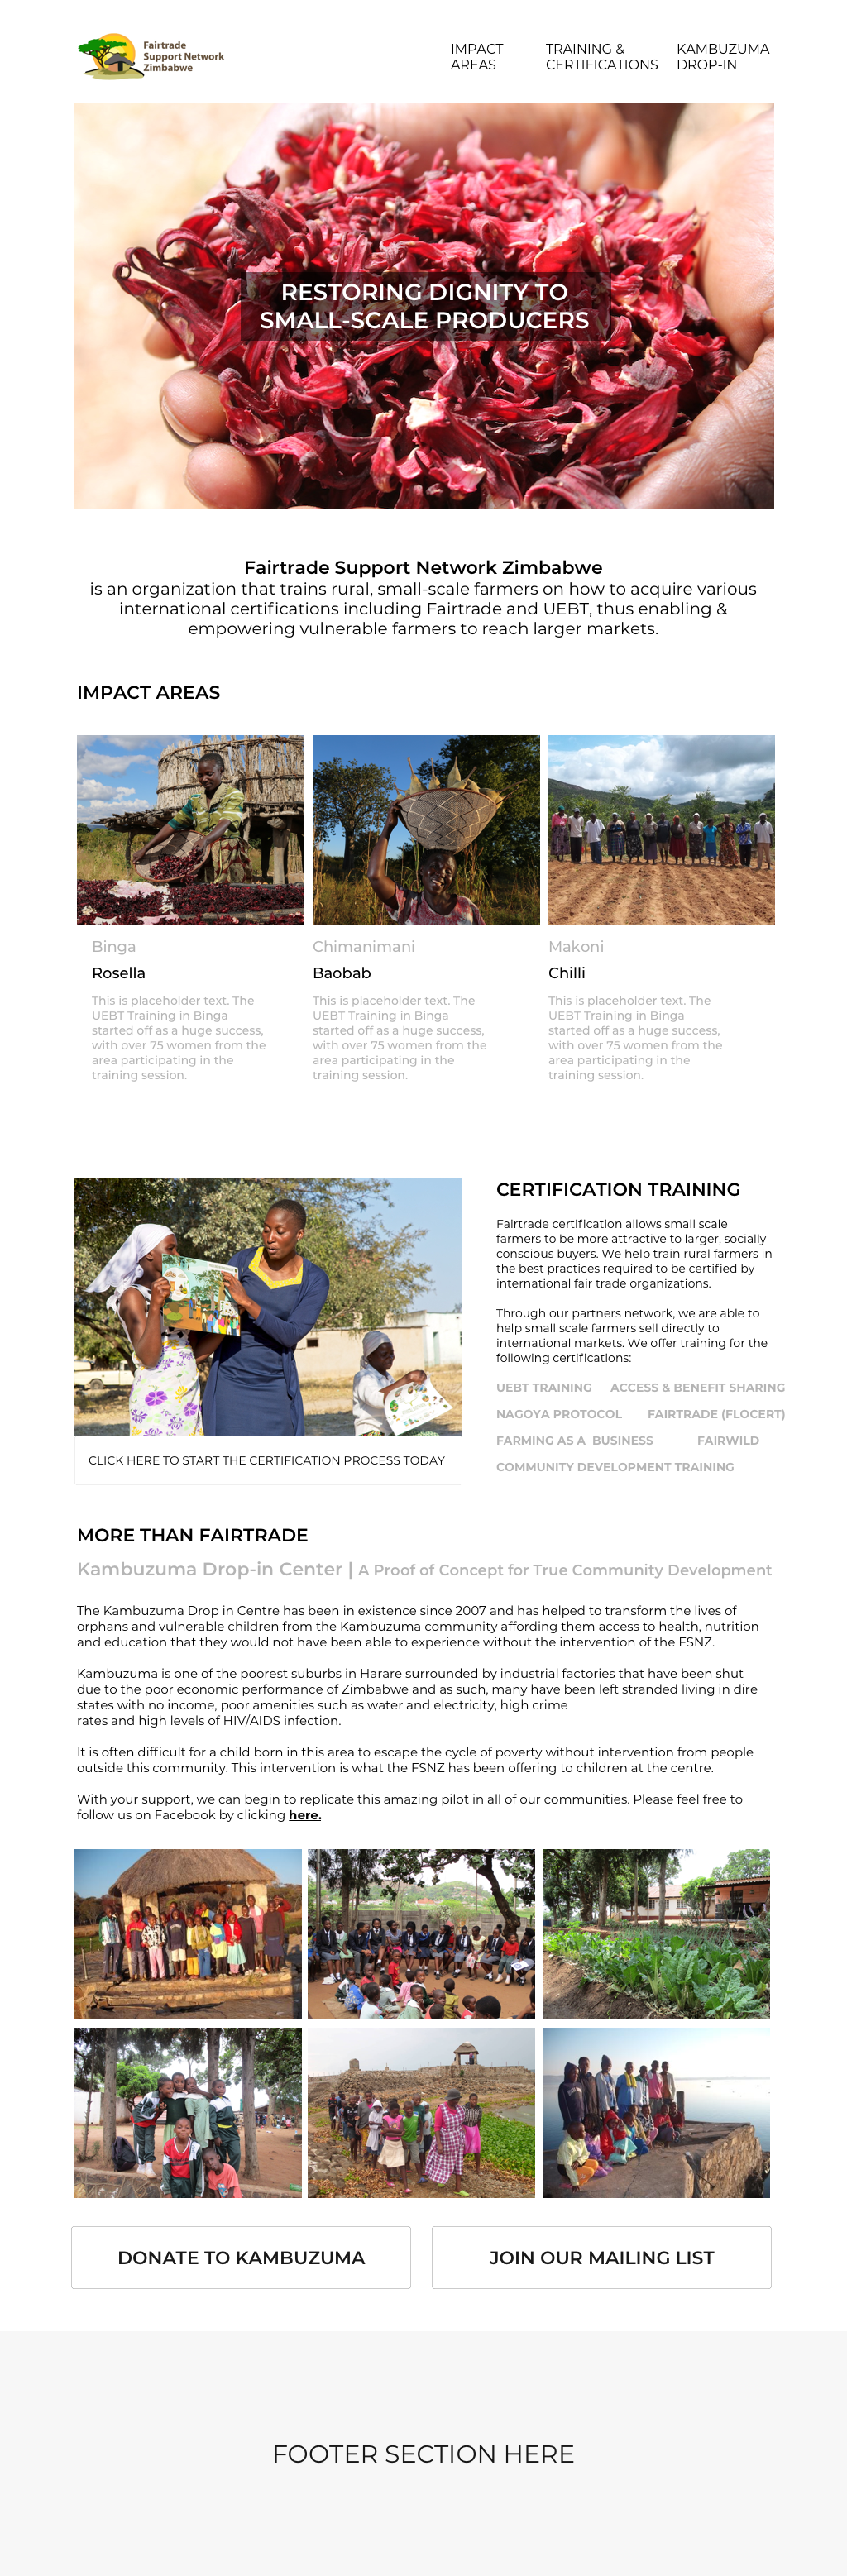 Fairtrade
Support Network
Zimbabwe
IMPACT
AREAS
TRAINING &
CERTIFICATIONS
KAMBUZUMA
DROP-IN
RESTORING DIGNITY TO
SMALL-SCALE PRODUCERS
Fairtrade Support Network Zimbabwe
is an organization that trains rural, small-scale farmers on how to acquire various
international certifications including Fairtrade and UEBT, thus enabling &
empowering vulnerable farmers to reach larger markets.
IMPACT AREAS
Binga
Rosella
This is placeholder text. The
UEBT Training in Binga
started off as a huge success,
with over 75 women from the
area participating in the
training session.
Chimanimani
Baobab
This is placeholder text. The
UEBT Training in Binga
started off as a huge success,
with over 75 women from the
area participating in the
training session.
Makoni
Chilli
This is placeholder text. The
UEBT Training in Binga
started off as a huge success,
with over 75 women from the
area participating in the
training session.
CLICK HERE TO START THE CERTIFICATION PROCESS TODAY
CERTIFICATION TRAINING
Fairtrade certification allows small scale
farmers to be more attractive to larger, socially
conscious buyers. We help train rural farmers in
the best practices required to be certified by
international fair trade organizations.
Through our partners network, we are able to
help small scale farmers sell directly to
international markets. We offer training for the
following certifications:
UEBT TRAINING ACCESS & BENEFIT SHARING
NAGOYA PROTOCOL FAIRTRADE (FLOCERT)
FARMING AS A BUSINESS FAIRWILD
COMMUNITY DEVELOPMENT TRAINING
MORE THAN FAIRTRADE
Kambuzuma Drop-in Center | A Proof of Concept for True Community Development
The Kambuzuma Drop in Centre has been in existence since 2007 and has helped to transform the lives of
orphans and vulnerable children from the Kambuzuma community affording them access to health, nutrition
and education that they would not have been able to experience without the intervention of the FSNZ.
Kambuzuma is one of the poorest suburbs in Harare surrounded by industrial factories that have been shut
due to the poor economic performance of Zimbabwe and as such, many have been left stranded living in dire
states with no income, poor amenities such as water and electricity, high crime
rates and high levels of HIV/AIDS infection.
It is often difficult for a child born in this area to escape the cycle of poverty without intervention from people
outside this community. This intervention is what the FSNZ has been offering to children at the centre.
With your support, we can begin to replicate this amazing pilot in all of our communities. Please feel free to
follow us on Facebook by clicking here.
DONATE TO KAMBUZUMA
JOIN OUR MAILING LIST
FOOTER SECTION HERE